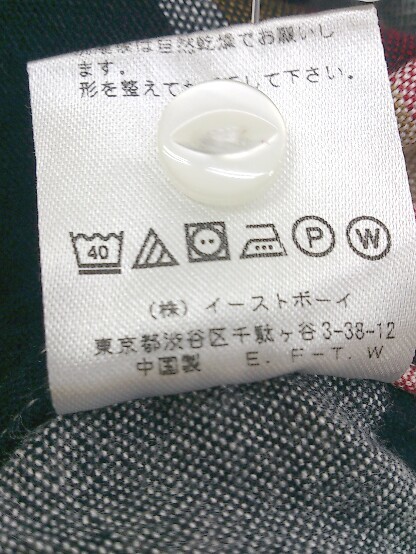 は自然乾燥でお願いし
ます。
形を整えて して下さい。
40 P W
(株) イーストボーイ
東京都渋谷区千駄ヶ谷3-38-12
中国製 E. F-T. W